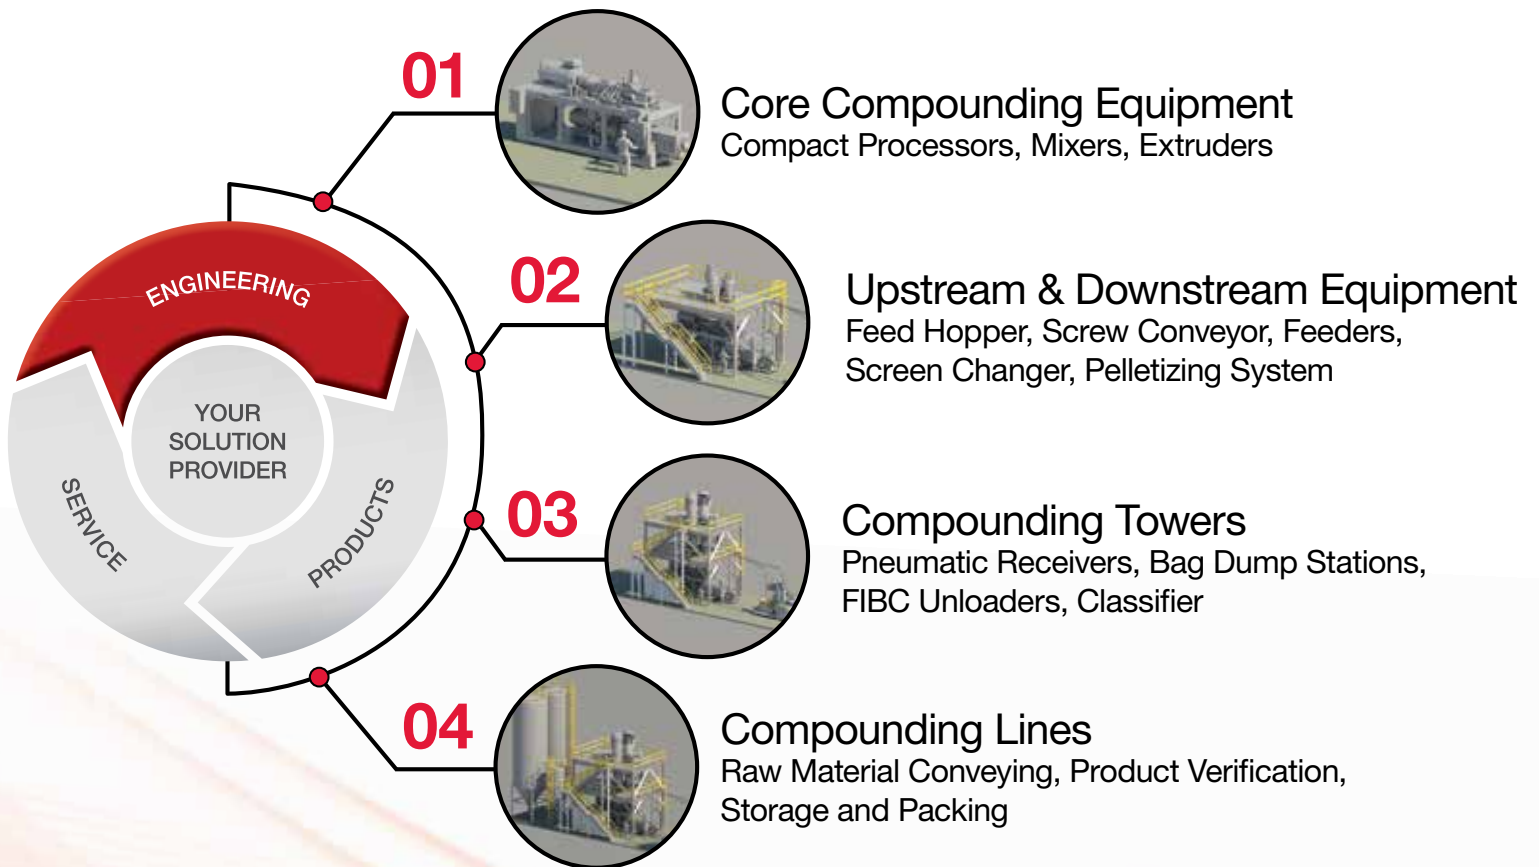 ENGINEERING
SERVICE
PRODUCTS
YOUR
SOLUTION
PROVIDER
01
Core Compounding Equipment
Compact Processors, Mixers, Extruders
02
Upstream & Downstream Equipment
Feed Hopper, Screw Conveyor, Feeders,
Screen Changer, Pelletizing System
03
Compounding Towers
Pneumatic Receivers, Bag Dump Stations,
FIBC Unloaders, Classifier
04
Compounding Lines
Raw Material Conveying, Product Verification,
Storage and Packing